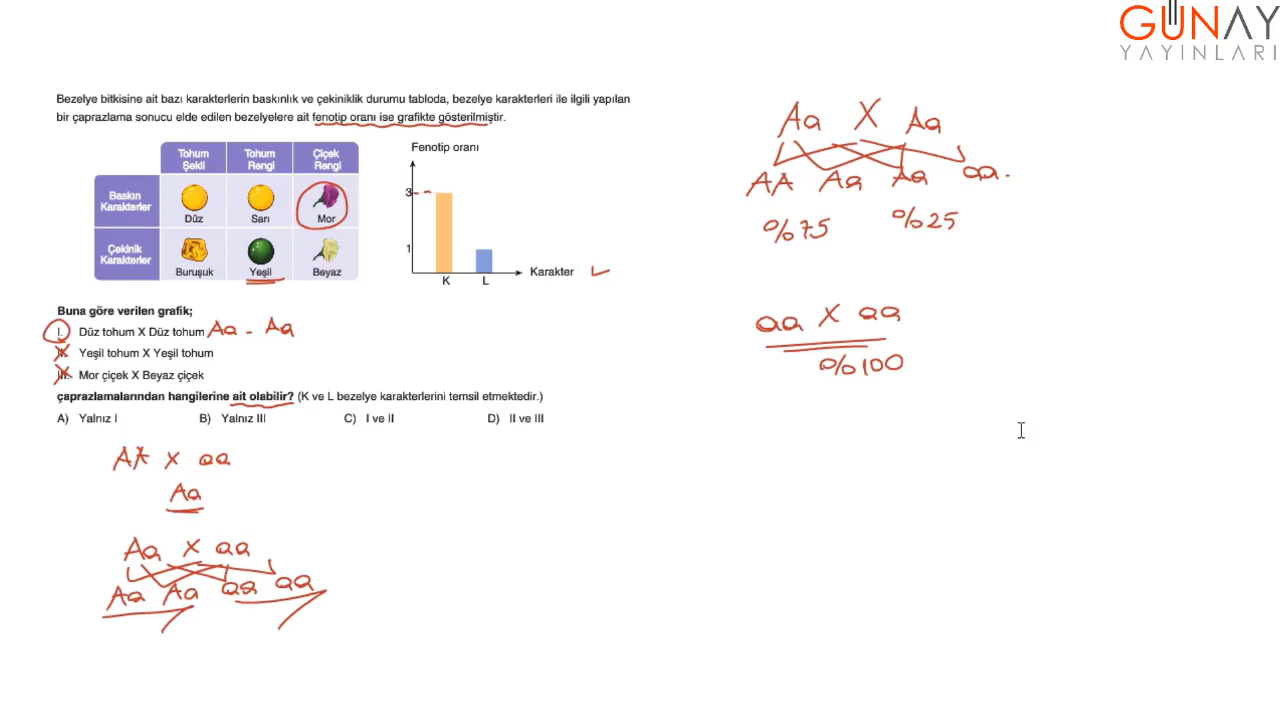 GÜNAY
YAYINLARI
Bezelye bitkisine ait bazı karakterlerin baskınlık ve çekiniklik durumu tabloda, bezelye karakterleri ile ilgili yapılan
bir çaprazlama sonucu elde edilen bezelyelere ait fenotip oranı ise grafikte gösterilmiştir.
Tohum Şekil
Tohum Rengi
Çiçek Rengi
Baskın Karakterler
Düz
Sarı
Mor
Çekinik Karakterler
Buruşuk
Yeşil
Beyaz
Fenotip oranı
3
1
K
L
Karakter
Buna göre verilen grafik;
I. Düz tohum X Düz tohum Aa - Aa
II. Yeşil tohum X Yeşil tohum
III. Mor çiçek X Beyaz çiçek
çaprazlamalarından hangilerine ait olabilir? (K ve L bezelye karakterlerini temsil etmektedir.)
A) Yalnız I
B) Yalnız III
C) I ve II
D) II ve III
AA X aa
Aa
Aa X aa
Aa Aa aa aa
Aa X Aa
AA Aa Aa aa.
%75 %25
aa X aa
%100